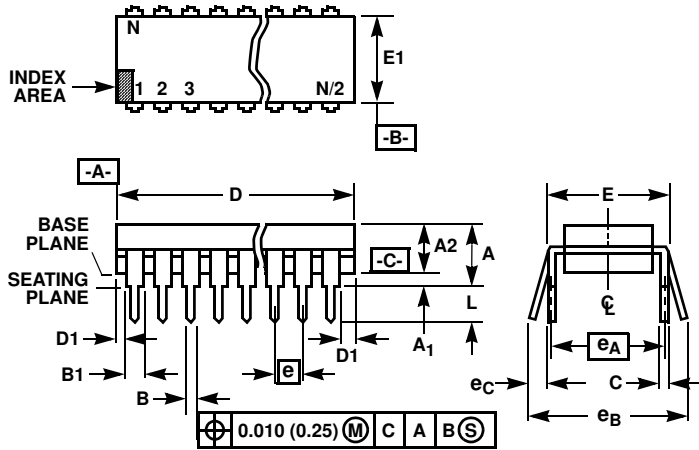 N
E1
INDEX
AREA
1 2 3 N/2
-B-
-A-
D E
BASE
PLANE
A2 A
-C-
SEATING
PLANE
L
℄
D1 A1 D1
eA
B1 e
eC C
B
eB
0.010 (0.25) Ⓜ C A B Ⓢ